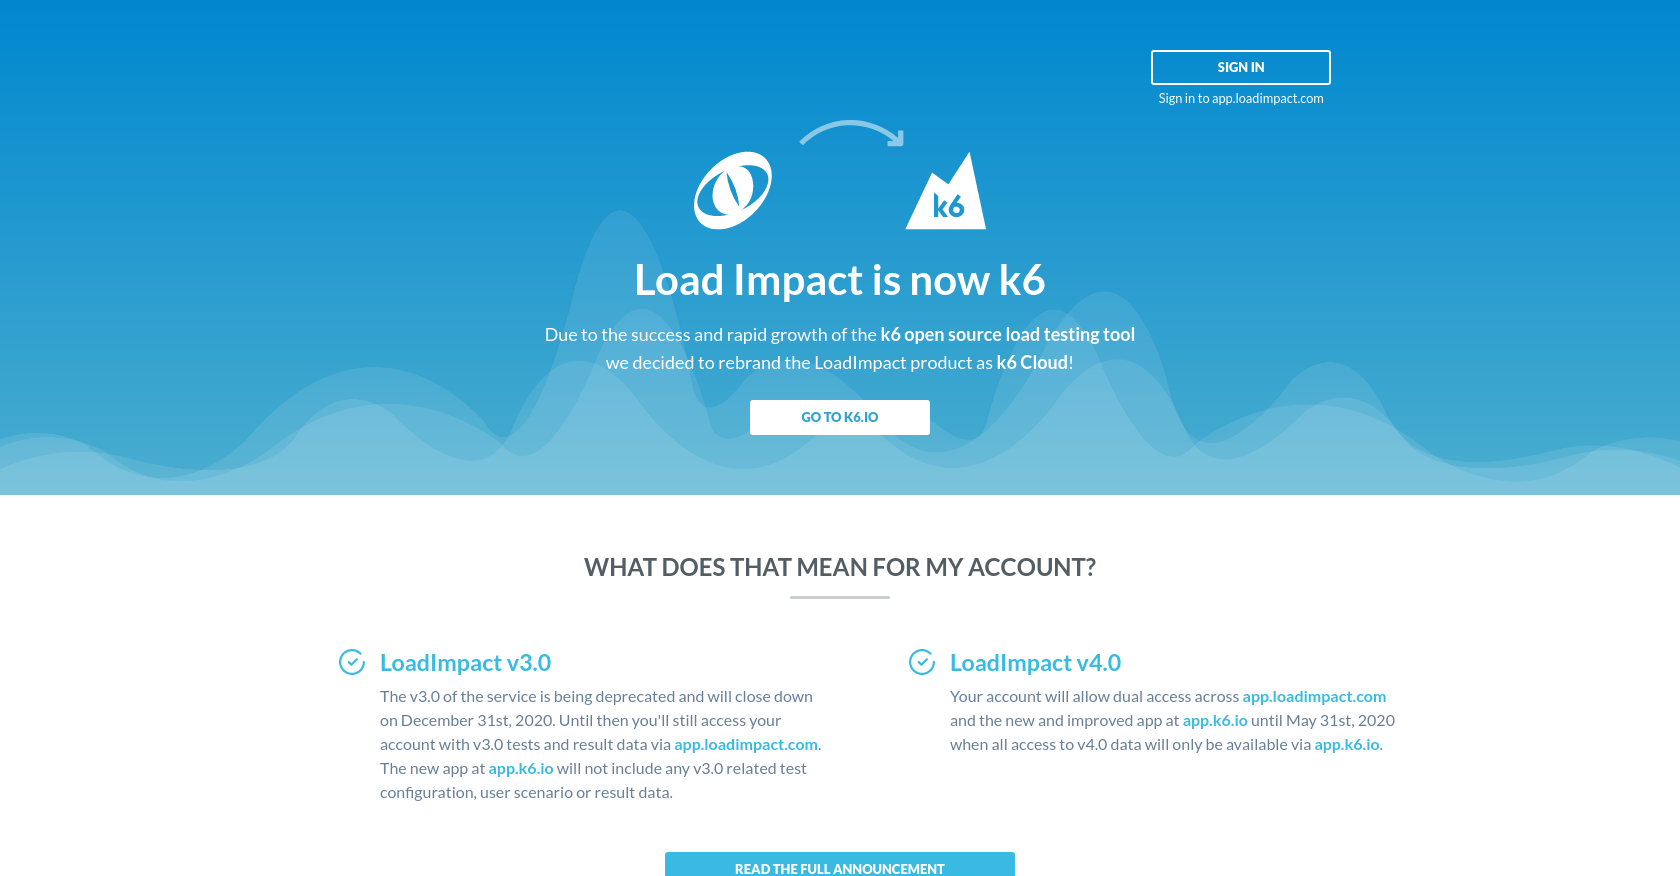 SIGN IN
Sign in to app.loadimpact.com
k6
Load Impact is now k6
Due to the success and rapid growth of the k6 open source load testing tool
we decided to rebrand the LoadImpact product as k6 Cloud!
GO TO K6.IO
WHAT DOES THAT MEAN FOR MY ACCOUNT?
LoadImpact v3.0
The v3.0 of the service is being deprecated and will close down
on December 31st, 2020. Until then you'll still access your
account with v3.0 tests and result data via app.loadimpact.com.
The new app at app.k6.io will not include any v3.0 related test
configuration, user scenario or result data.
LoadImpact v4.0
Your account will allow dual access across app.loadimpact.com
and the new and improved app at app.k6.io until May 31st, 2020
when all access to v4.0 data will only be available via app.k6.io.
READ THE FULL ANNOUNCEMENT